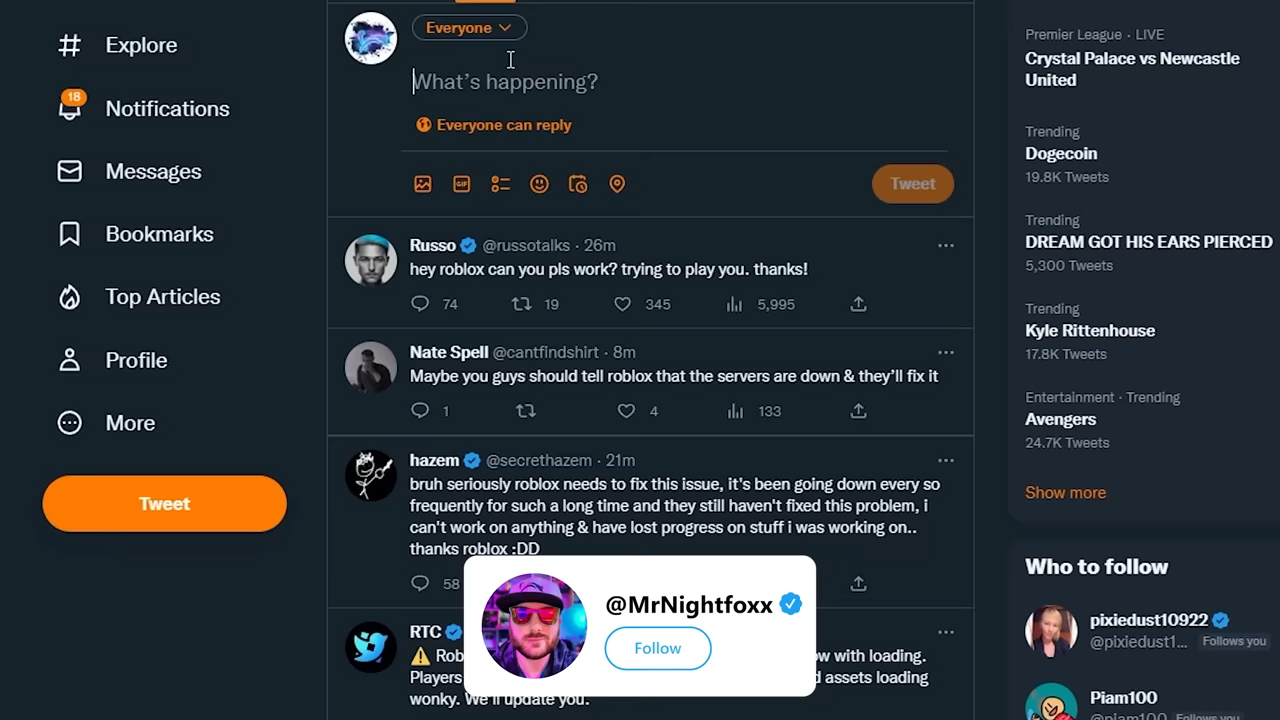 Explore
18
Notifications
Messages
Bookmarks
Top Articles
Profile
More
Tweet
Everyone
What's happening?
Everyone can reply
GIF
Tweet
Russo @russotalks · 26m
hey roblox can you pls work? trying to play you. thanks!
74 19 345 5,995
Nate Spell @cantfindshirt · 8m
Maybe you guys should tell roblox that the servers are down & they'll fix it
1 4 133
hazem @secrethazem · 21m
bruh seriously roblox needs to fix this issue, it's been going down every so
frequently for such a long time and they still haven't fixed this problem, i
can't work on anything & have lost progress on stuff i was working on..
thanks roblox :DD
58
RTC
Rob
ow with loading.
Players
d assets loading
wonky. We'll update you.
@MrNightfoxx
Follow
Premier League · LIVE
Crystal Palace vs Newcastle
United
Trending
Dogecoin
19.8K Tweets
Trending
DREAM GOT HIS EARS PIERCED
5,300 Tweets
Trending
Kyle Rittenhouse
17.8K Tweets
Entertainment · Trending
Avengers
24.7K Tweets
Show more
Who to follow
pixiedust10922
@pixiedust1... Follows you
Piam100
@piam100 Follows you